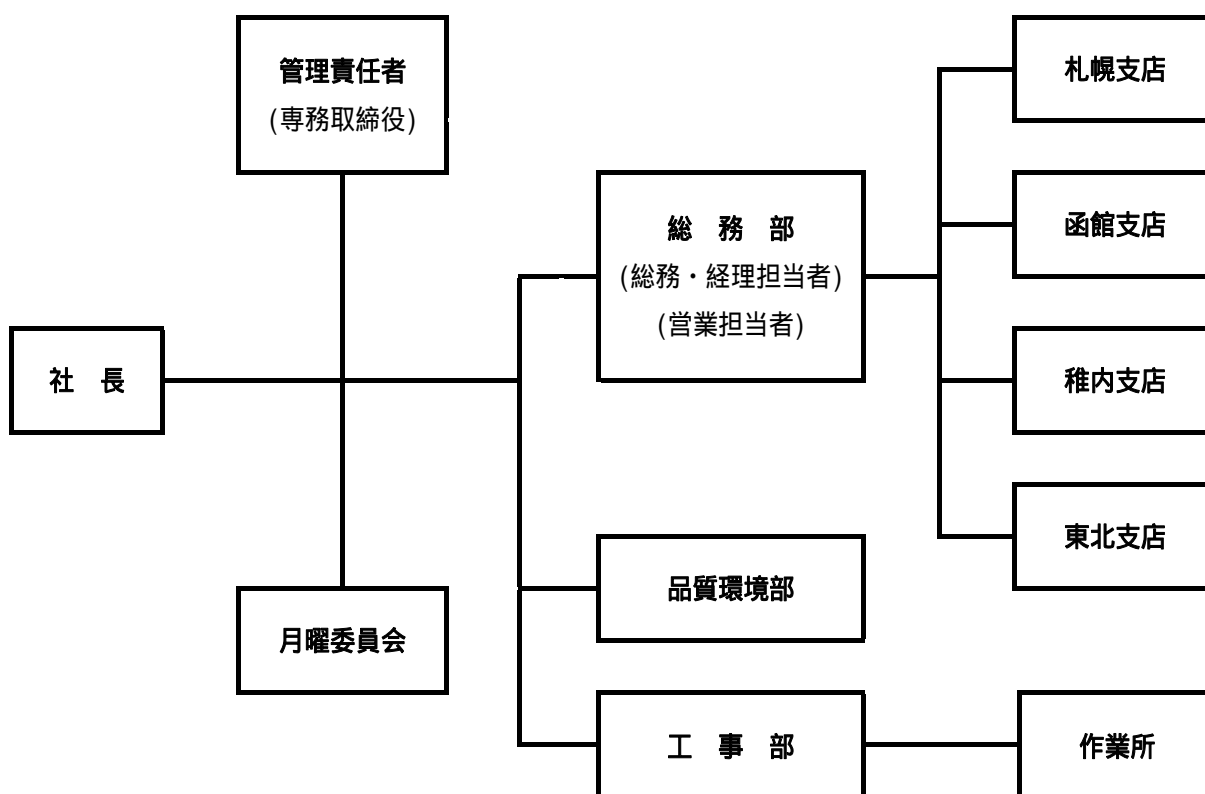 管理責任者
(専務取締役)
札幌支店
総　務　部
(総務・経理担当者)
(営業担当者)
函館支店
社　長
稚内支店
東北支店
品質環境部
月曜委員会
工　事　部
作業所